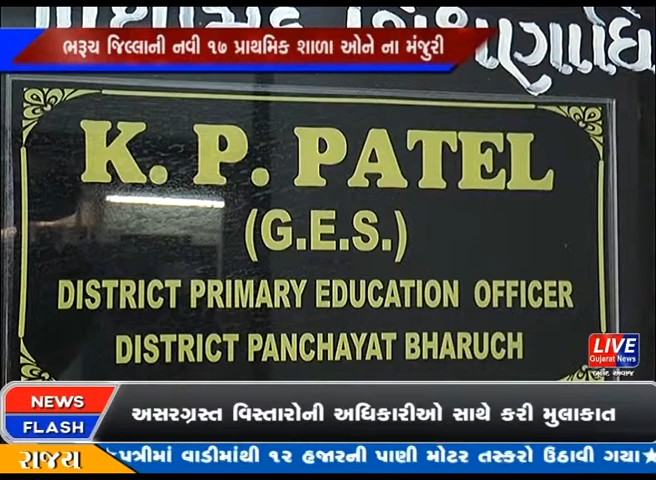 ભરૂચ જિલ્લાની નવી ૧૭ પ્રાથમિક શાળા ઓને ના મંજુરી
K. P. PATEL
(G.E.S.)
DISTRICT PRIMARY EDUCATION OFFICER
DISTRICT PANCHAYAT BHARUCH
LIVE
Gujarat News
NEWS
FLASH
અસરગ્રસ્ત વિસ્તારોની અધિકારીઓ સાથે કરી મુલાકાત
રાજય
વાડીમાંથી ૧૨ હજારની પાણી મોટર તસ્કરો ઉઠાવી ગયા